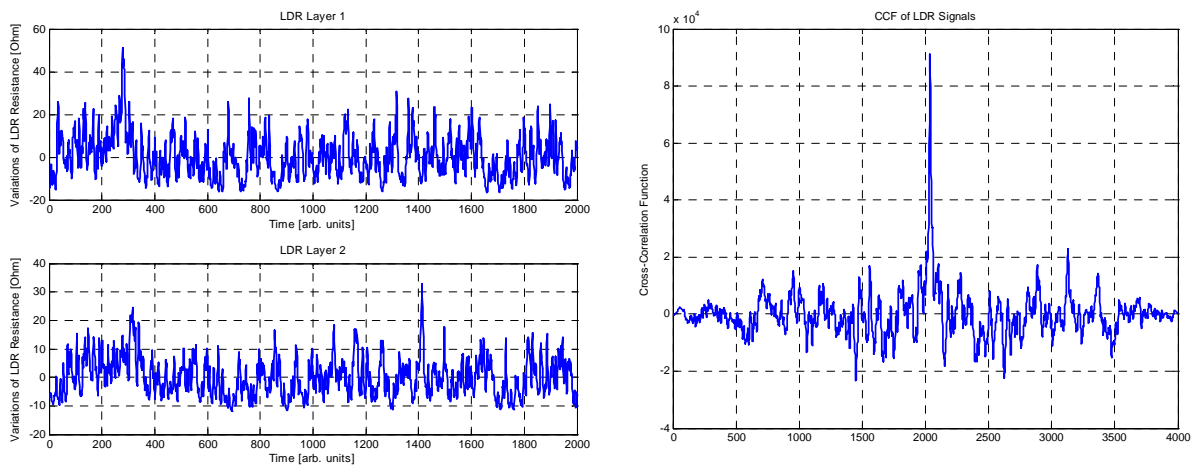 LDR Layer 1
Variations of LLDR Resistance [Ohm]
60
40
20
0
-20
0 200 400 600 800 1000 1200 1400 1600 1800 2000
Time [arb. units]
LDR Layer 2
Variations of LDR Resistance [Ohm]
40
30
20
10
0
-10
-20
0 200 400 600 800 1000 1200 1400 1600 1800 2000
Time [arb. units]
CCF of LDR Signals
x 10⁴
Cross-Correlation Function
10
8
6
4
2
0
-2
-4
0 500 1000 1500 2000 2500 3000 3500 4000